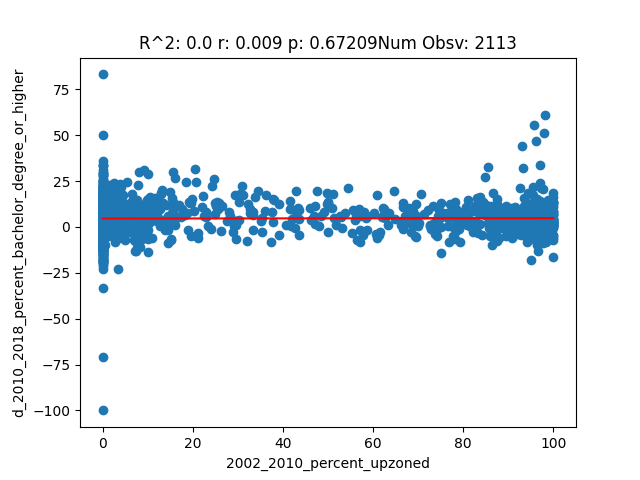 R^2: 0.0 r: 0.009 p: 0.67209Num Obsv: 2113
d_2010_2018_percent_bachelor_degree_or_higher
75
50
25
0
−25
−50
−75
−100
0 20 40 60 80 100
2002_2010_percent_upzoned